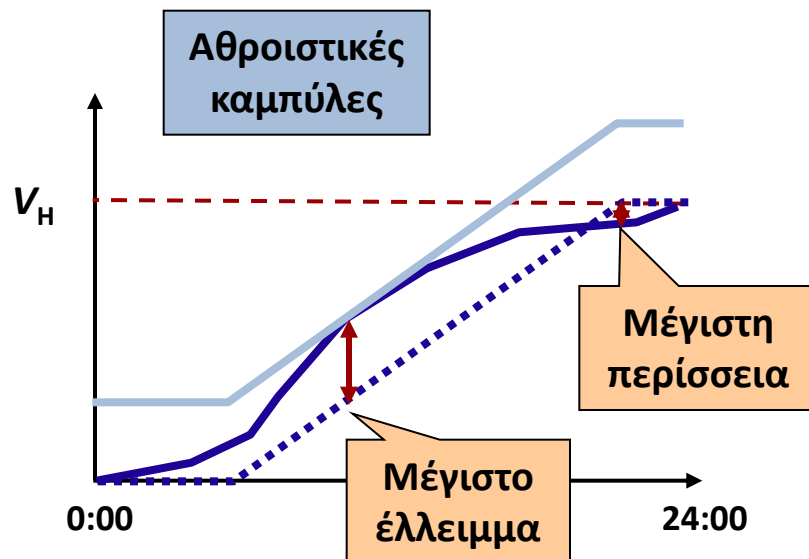 Αθροιστικές
καμπύλες
VH
Μέγιστη
περίσσεια
Μέγιστο
έλλειμμα
0:00
24:00